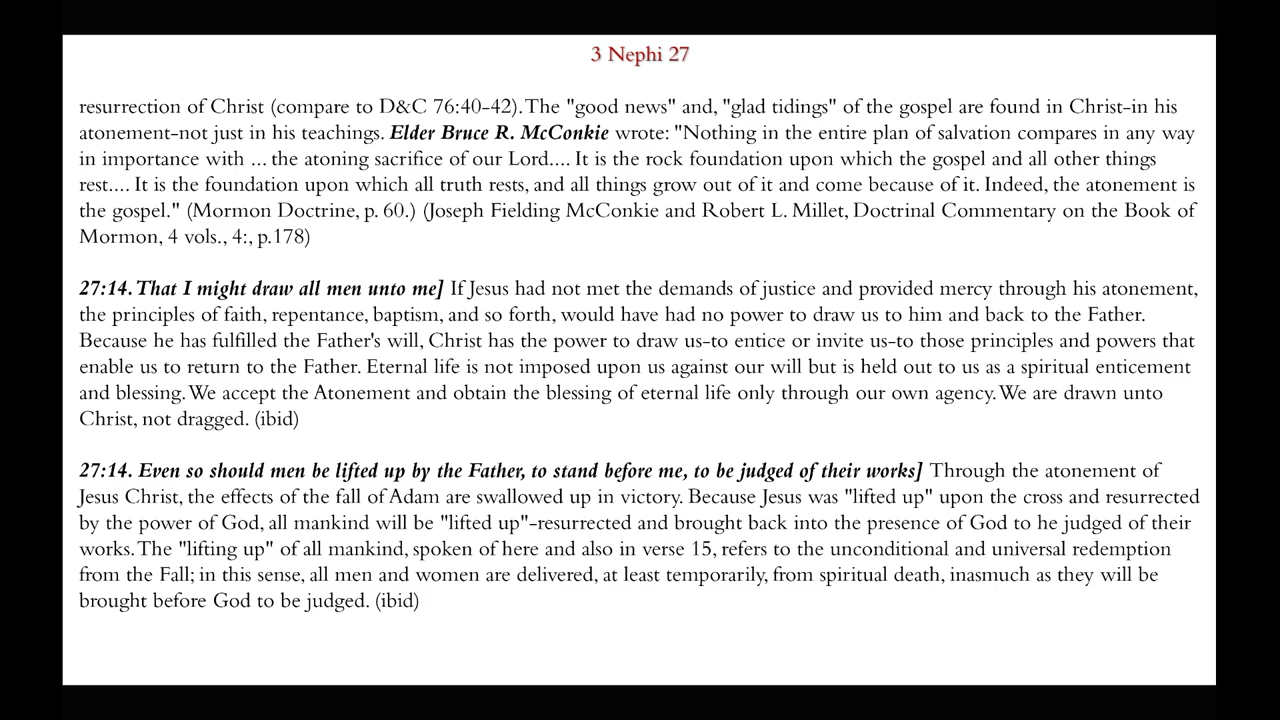 3 Nephi 27
resurrection of Christ (compare to D&C 76:40-42). The "good news" and, "glad tidings" of the gospel are found in Christ-in his
atonement-not just in his teachings. Elder Bruce R. McConkie wrote: "Nothing in the entire plan of salvation compares in any way
in importance with ... the atoning sacrifice of our Lord.... It is the rock foundation upon which the gospel and all other things
rest.... It is the foundation upon which all truth rests, and all things grow out of it and come because of it. Indeed, the atonement is
the gospel." (Mormon Doctrine, p. 60.) (Joseph Fielding McConkie and Robert L. Millet, Doctrinal Commentary on the Book of
Mormon, 4 vols., 4:, p.178)
27:14. That I might draw all men unto me] If Jesus had not met the demands of justice and provided mercy through his atonement,
the principles of faith, repentance, baptism, and so forth, would have had no power to draw us to him and back to the Father.
Because he has fulfilled the Father's will, Christ has the power to draw us-to entice or invite us-to those principles and powers that
enable us to return to the Father. Eternal life is not imposed upon us against our will but is held out to us as a spiritual enticement
and blessing. We accept the Atonement and obtain the blessing of eternal life only through our own agency. We are drawn unto
Christ, not dragged. (ibid)
27:14. Even so should men be lifted up by the Father, to stand before me, to be judged of their works] Through the atonement of
Jesus Christ, the effects of the fall of Adam are swallowed up in victory. Because Jesus was "lifted up" upon the cross and resurrected
by the power of God, all mankind will be "lifted up"-resurrected and brought back into the presence of God to he judged of their
works. The "lifting up" of all mankind, spoken of here and also in verse 15, refers to the unconditional and universal redemption
from the Fall; in this sense, all men and women are delivered, at least temporarily, from spiritual death, inasmuch as they will be
brought before God to be judged. (ibid)